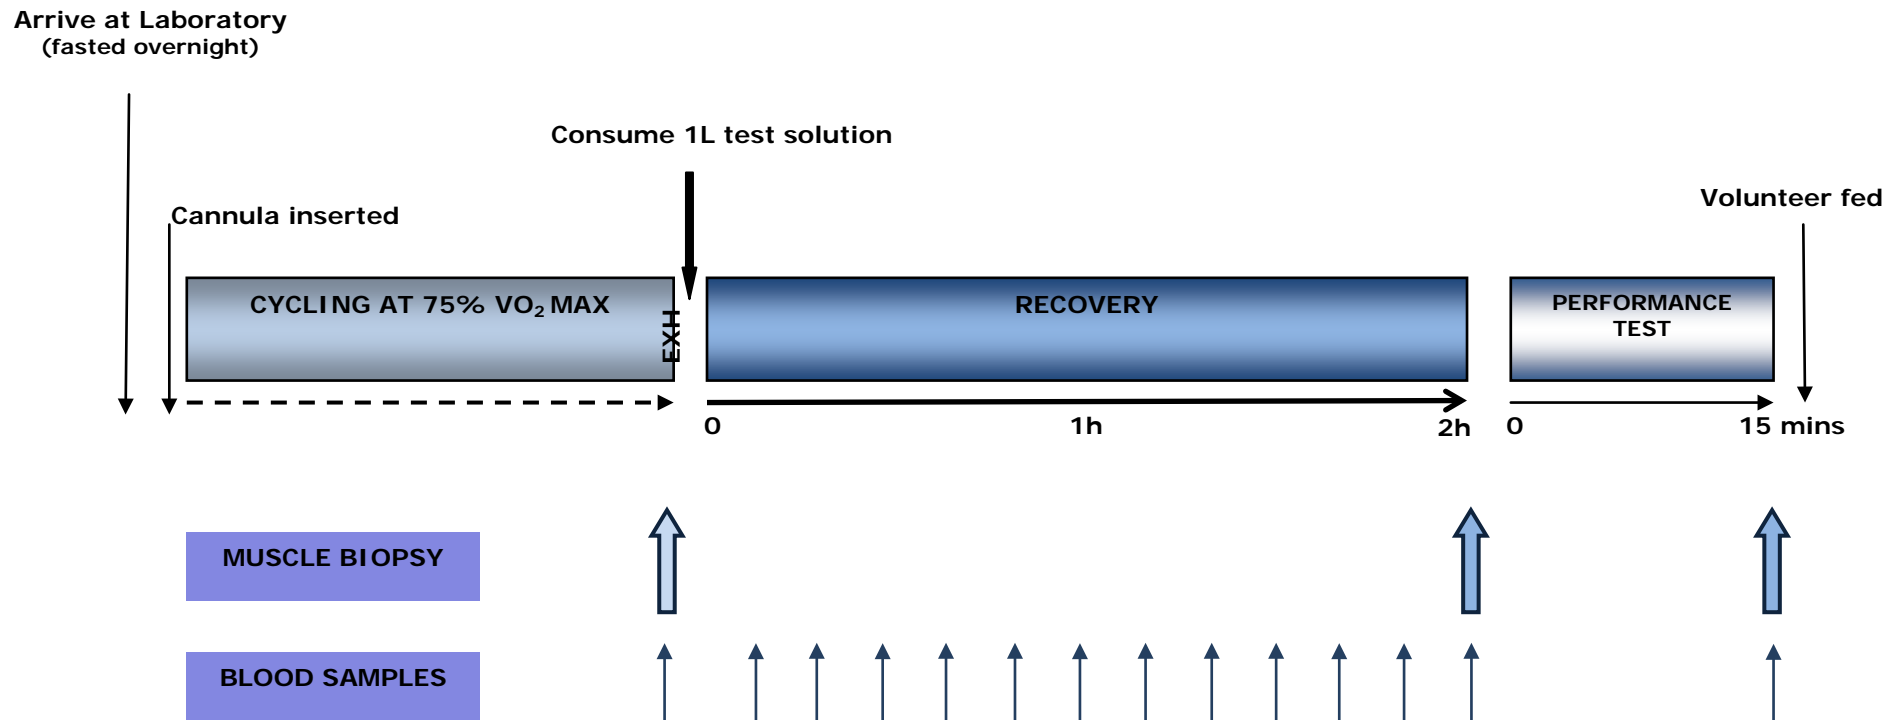 Arrive at Laboratory
(fasted overnight)
Consume 1L test solution
Cannula inserted
Volunteer fed
CYCLING AT 75% VO₂ MAX
EXH
RECOVERY
PERFORMANCE
TEST
0
1h
2h
0
15 mins
MUSCLE BIOPSY
BLOOD SAMPLES